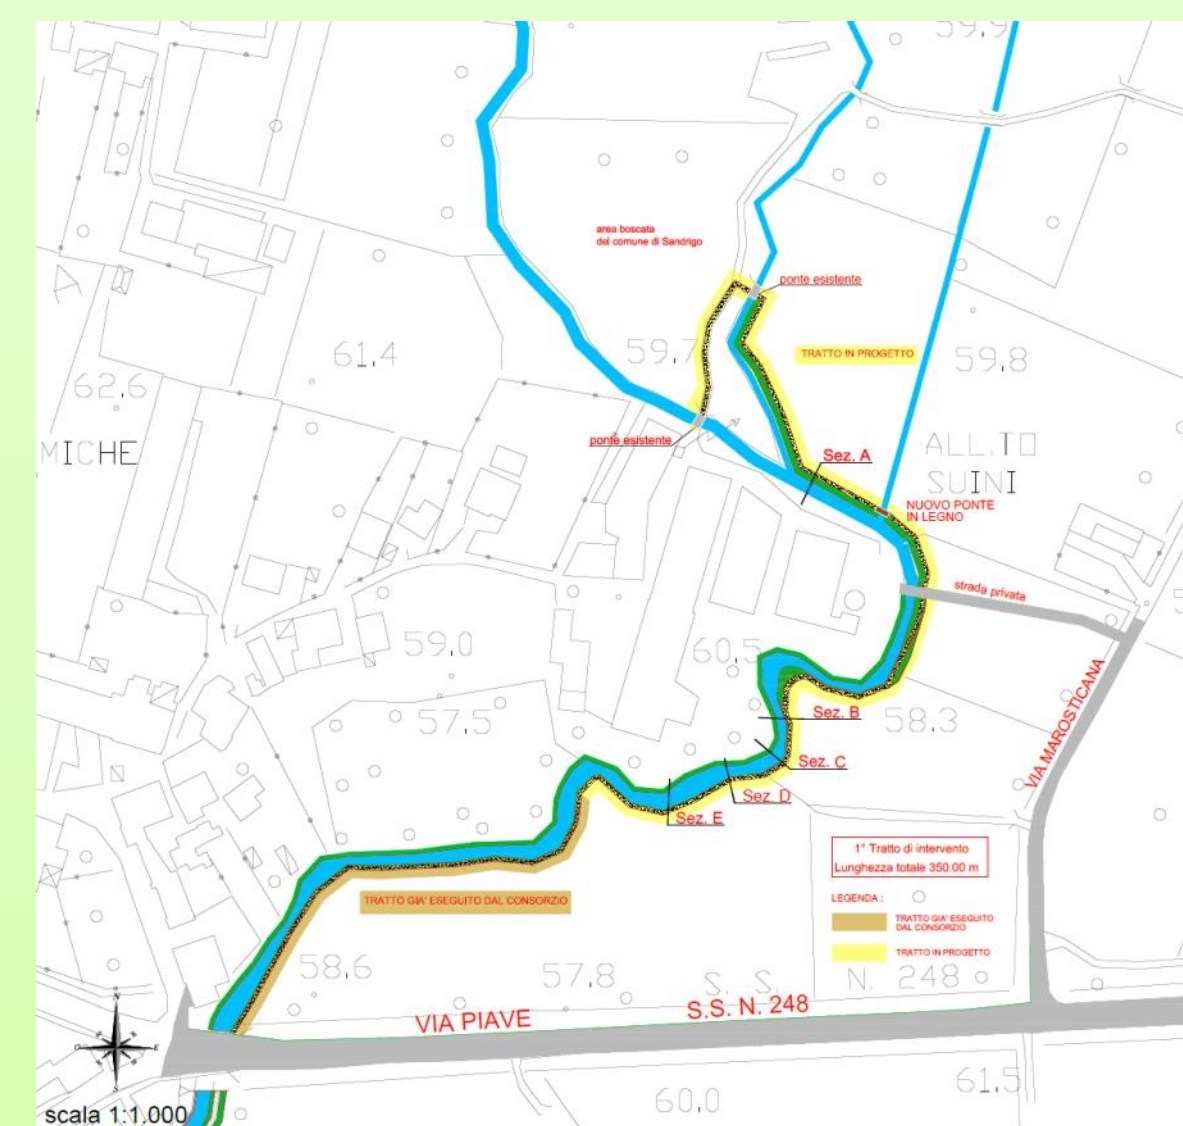 59,9
area boscata
del comune di Sandrigo
ponte esistente
61,4
59,7
TRATTO IN PROGETTO
59,8
62,6
MICHE
ponte esistente
Sez. A
ALL.TO
SUINI
NUOVO PONTE
IN LEGNO
strada privata
59,0
60,5
VIA MAROSTICANA
57,5
Sez. B
58,3
Sez. C
Sez. D
Sez. E
1° Tratto di intervento
Lunghezza totale 350.00 m
LEGENDA :
TRATTO GIA' ESEGUITO DAL CONSORZIO
TRATTO GIA' ESEGUITO
DAL CONSORZIO
TRATTO IN PROGETTO
58,6
57,8
S. S. N. 248
VIA PIAVE
S.S. N. 248
N
O
E
S
61,5
60,0
scala 1:1.000